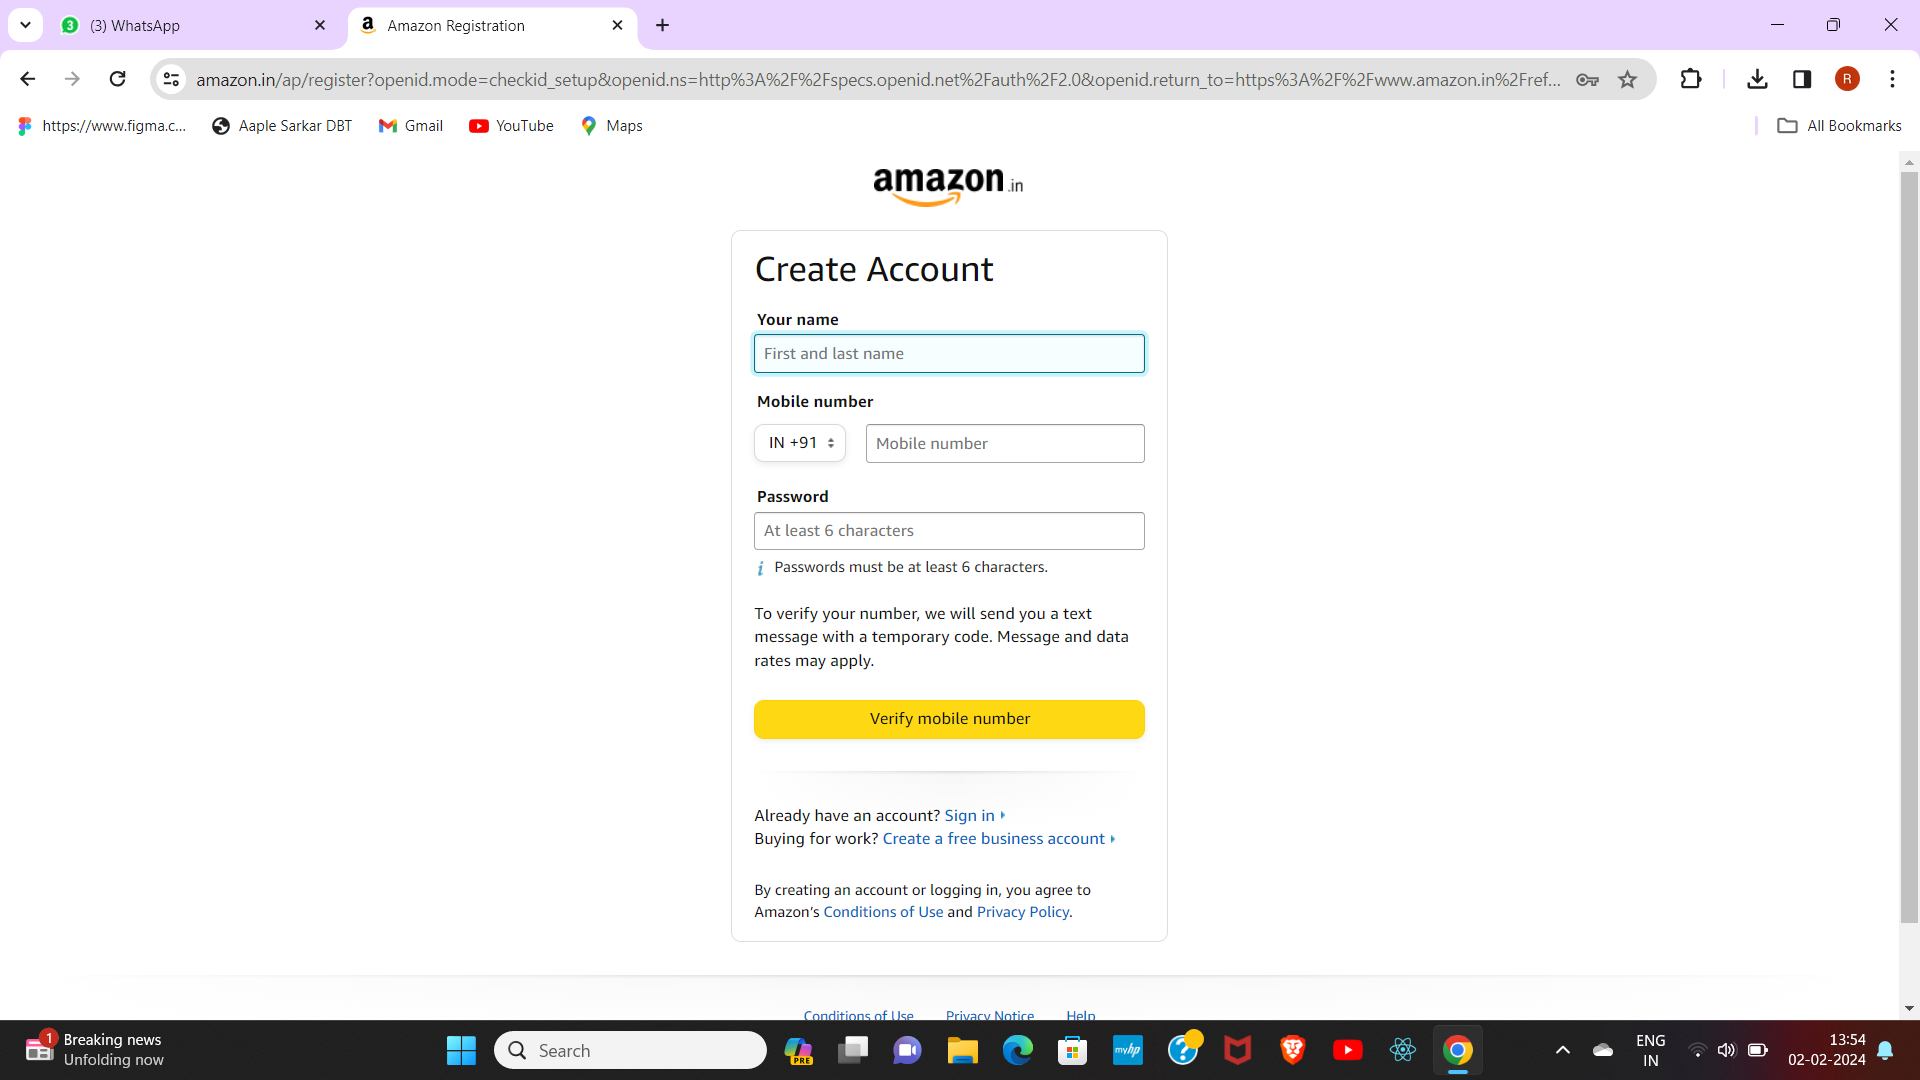 (3) WhatsApp
Amazon Registration
amazon.in/ap/register?openid.mode=checkid_setup&openid.ns=http%3A%2F%2Fspecs.openid.net%2Fauth%2F2.0&openid.return_to=https%3A%2F%2Fwww.amazon.in%2Fref...
R
https://www.figma.c...
Aaple Sarkar DBT
Gmail
YouTube
Maps
All Bookmarks
amazon.in
Create Account
Your name
First and last name
Mobile number
IN +91
Mobile number
Password
At least 6 characters
i Passwords must be at least 6 characters.
To verify your number, we will send you a text
message with a temporary code. Message and data
rates may apply.
Verify mobile number
Already have an account? Sign in
Buying for work? Create a free business account
By creating an account or logging in, you agree to
Amazon's Conditions of Use and Privacy Policy.
Conditions of Use Privacy Notice Help
1
Breaking news
Unfolding now
Search
PRE
myhp
ENG
IN
13:54
02-02-2024